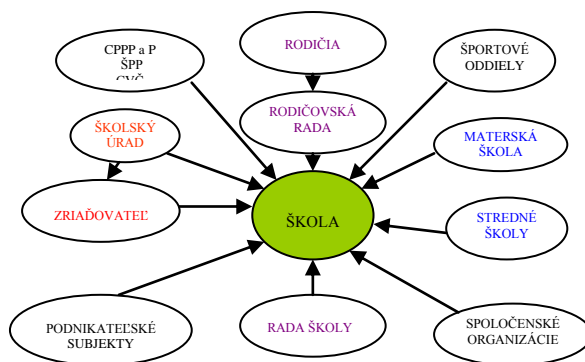 CPPP a P
ŠPP
CVČ
RODIČIA
ŠPORTOVÉ
ODDIELY
RODIČOVSKÁ
RADA
ŠKOLSKÝ
ÚRAD
MATERSKÁ
ŠKOLA
ZRIAĎOVATEĽ
ŠKOLA
STREDNÉ
ŠKOLY
PODNIKATEĽSKÉ
SUBJEKTY
RADA ŠKOLY
SPOLOČENSKÉ
ORGANIZÁCIE